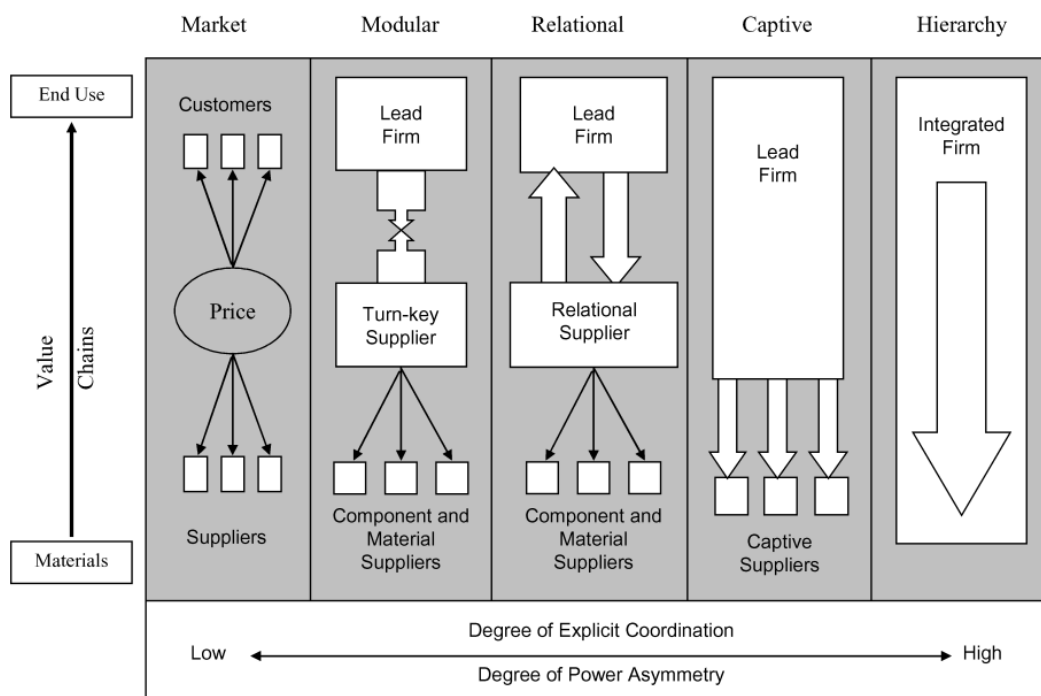 Market
Modular
Relational
Captive
Hierarchy
End Use
Value
Chains
Materials
Customers
Price
Suppliers
Lead
Firm
Turn-key
Supplier
Component and
Material
Suppliers
Lead
Firm
Relational
Supplier
Component and
Material
Suppliers
Lead
Firm
Captive
Suppliers
Integrated
Firm
Degree of Explicit Coordination
Low
High
Degree of Power Asymmetry